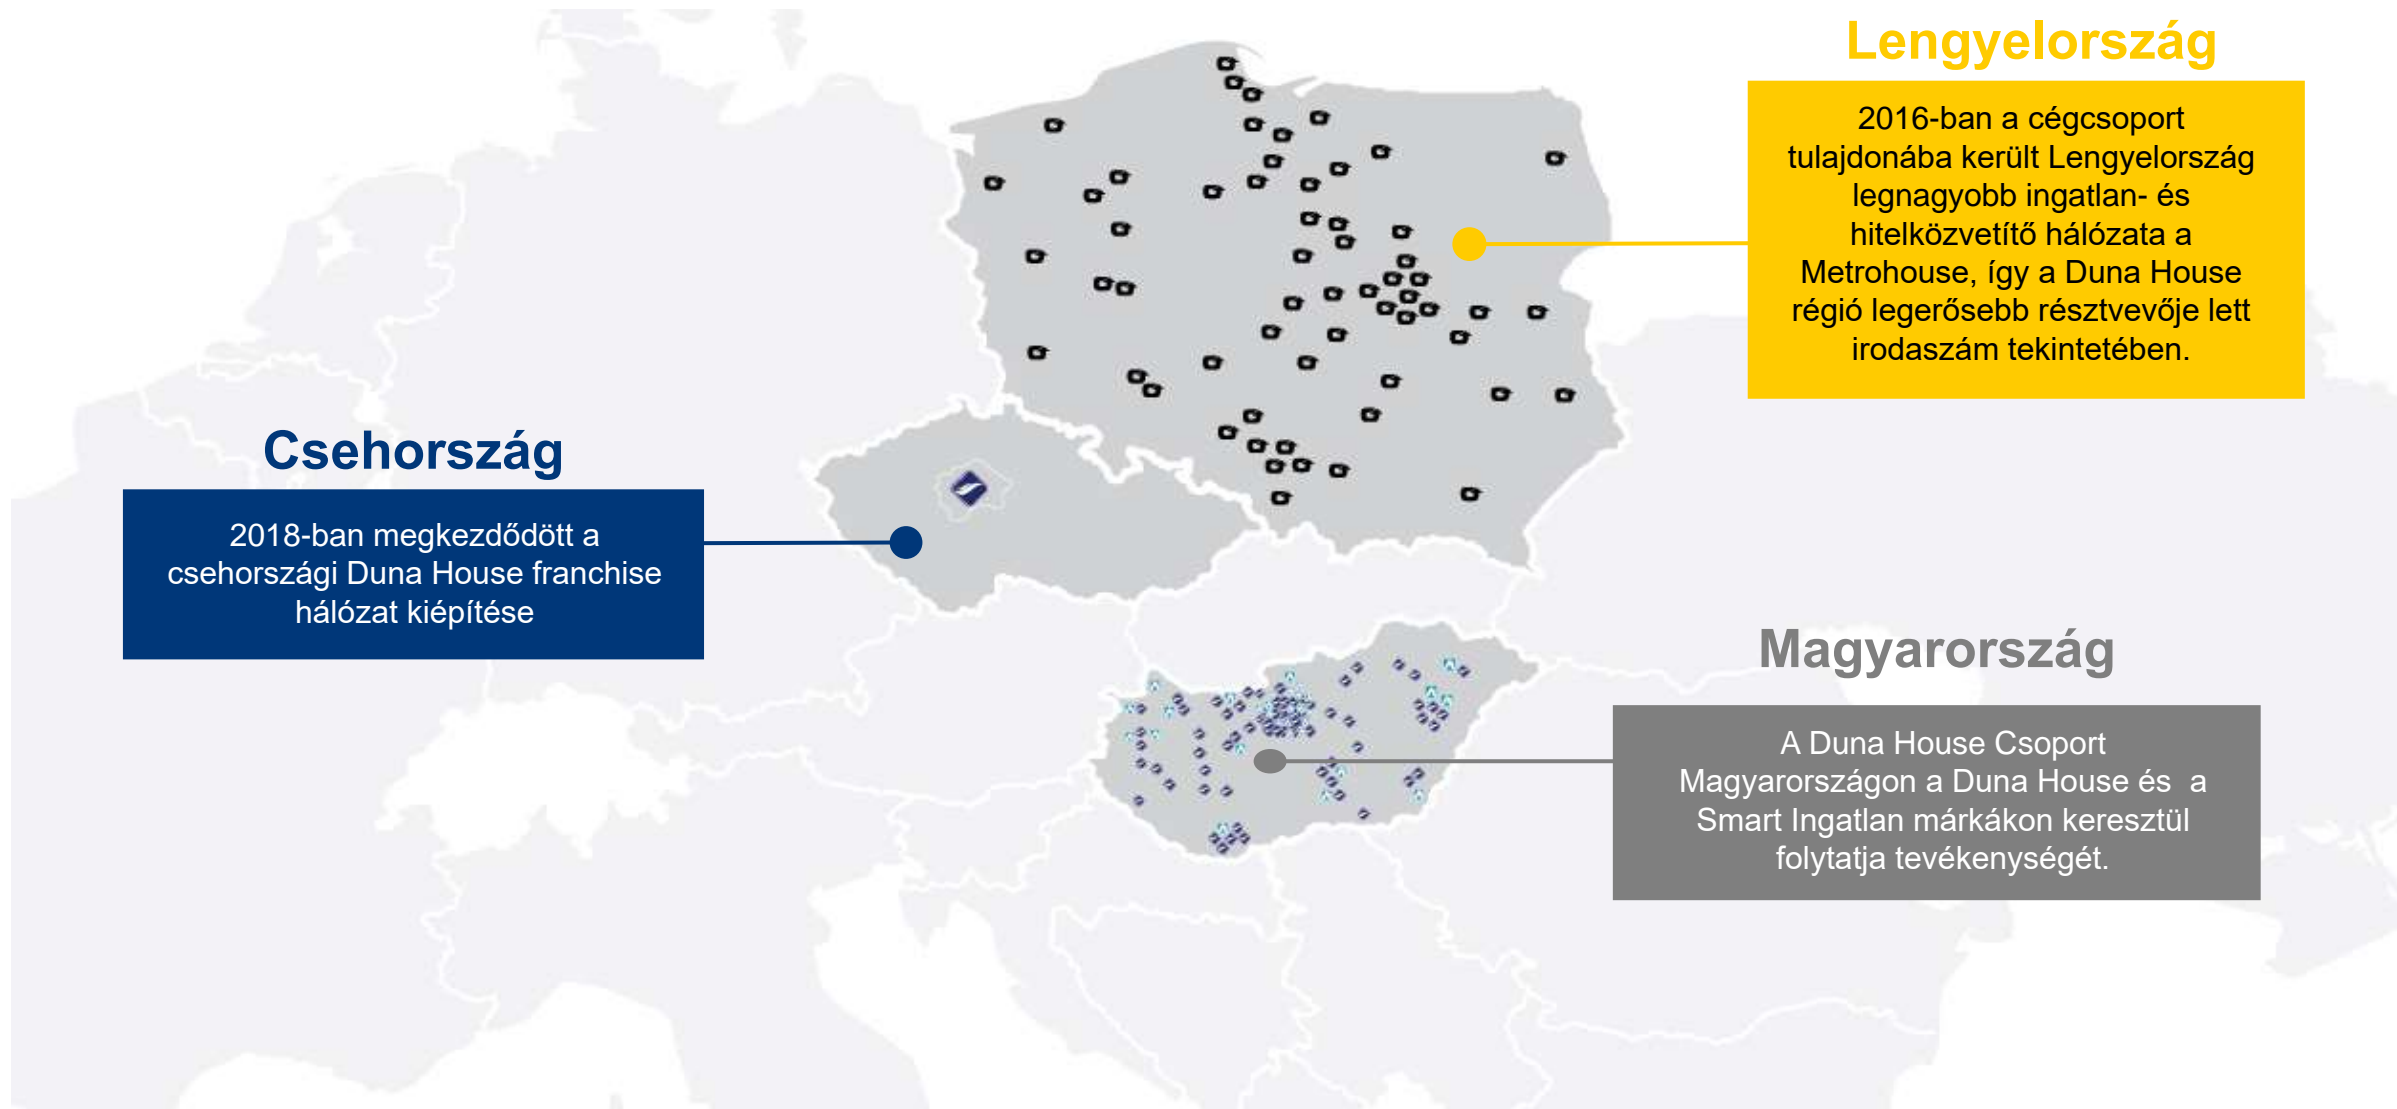 Lengyelország
2016-ban a cégcsoport
tulajdonába került Lengyelország
legnagyobb ingatlan- és
hitelközvetítő hálózata a
Metrohouse, így a Duna House
régió legerősebb résztvevője lett
irodaszám tekintetében.
Csehország
2018-ban megkezdődött a
csehországi Duna House franchise
hálózat kiépítése
Magyarország
A Duna House Csoport
Magyarországon a Duna House és  a
Smart Ingatlan márkákon keresztül
folytatja tevékenységét.